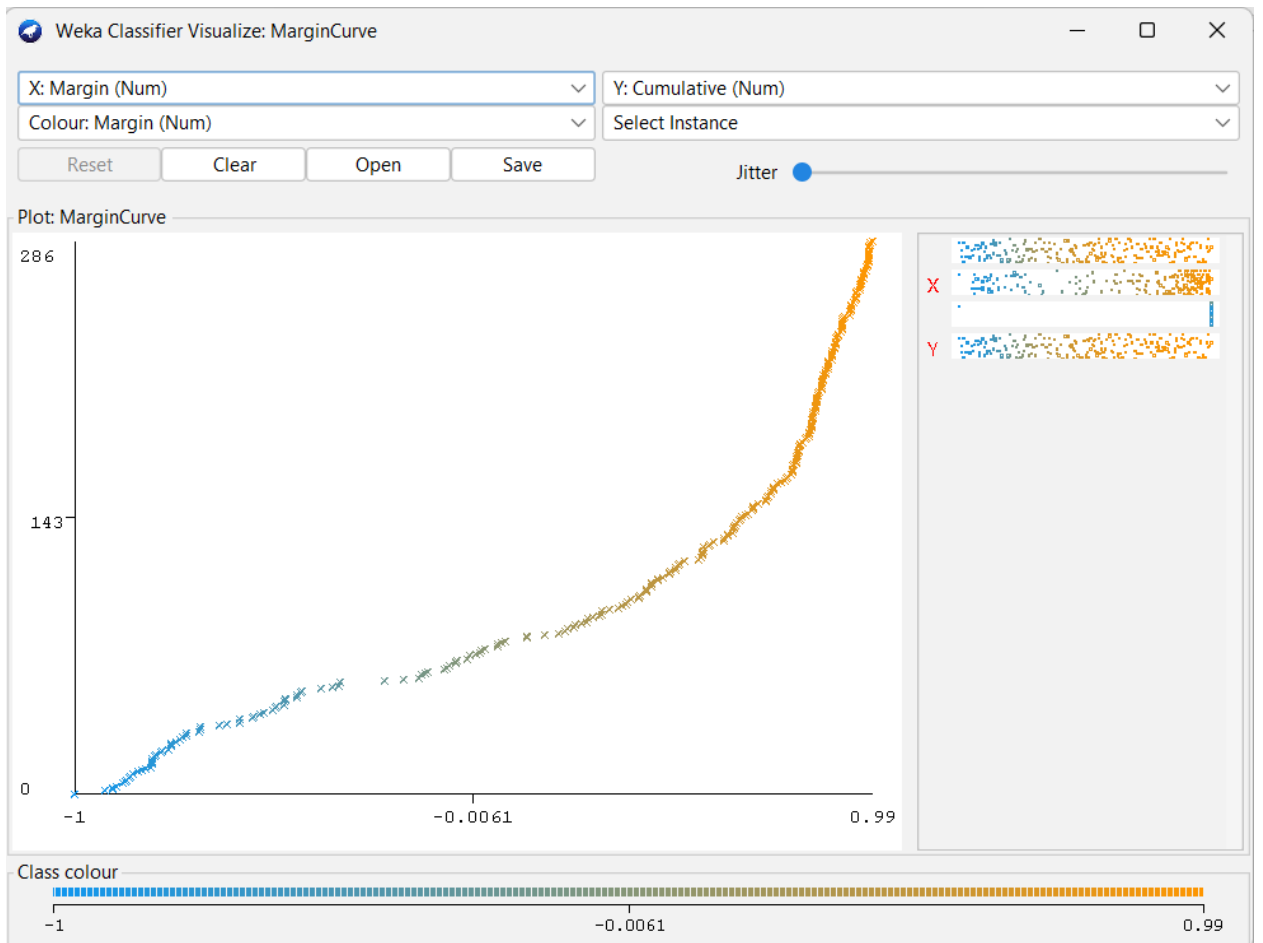 Weka Classifier Visualize: MarginCurve
X: Margin (Num) Y: Cumulative (Num)
Colour: Margin (Num) Select Instance
Reset Clear Open Save Jitter
Plot: MarginCurve
286
X
Y
143
0
-1 -0.0061 0.99
Class colour
-1 -0.0061 0.99